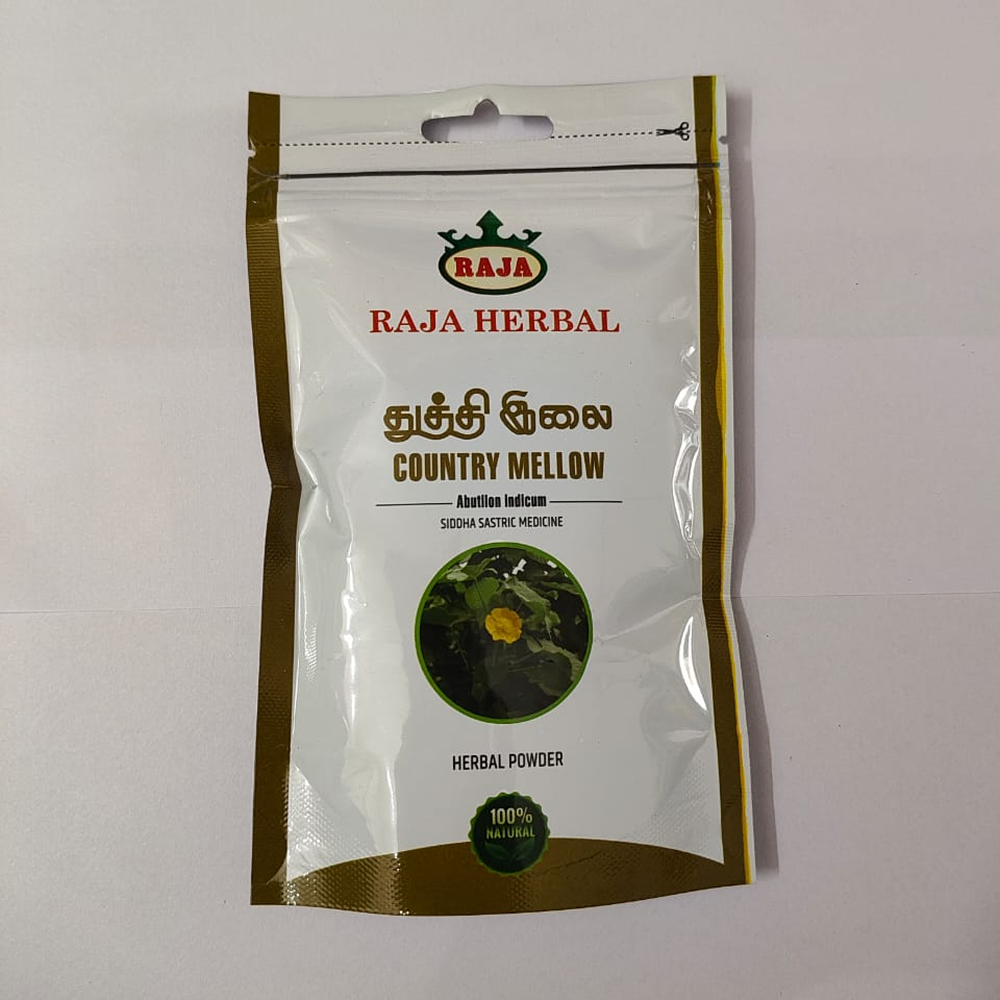 RAJA
RAJA HERBAL
துத்தி இலை
COUNTRY MELLOW
Abutilon Indicum
SIDDHA SASTRIC MEDICINE
HERBAL POWDER
100%
NATURAL